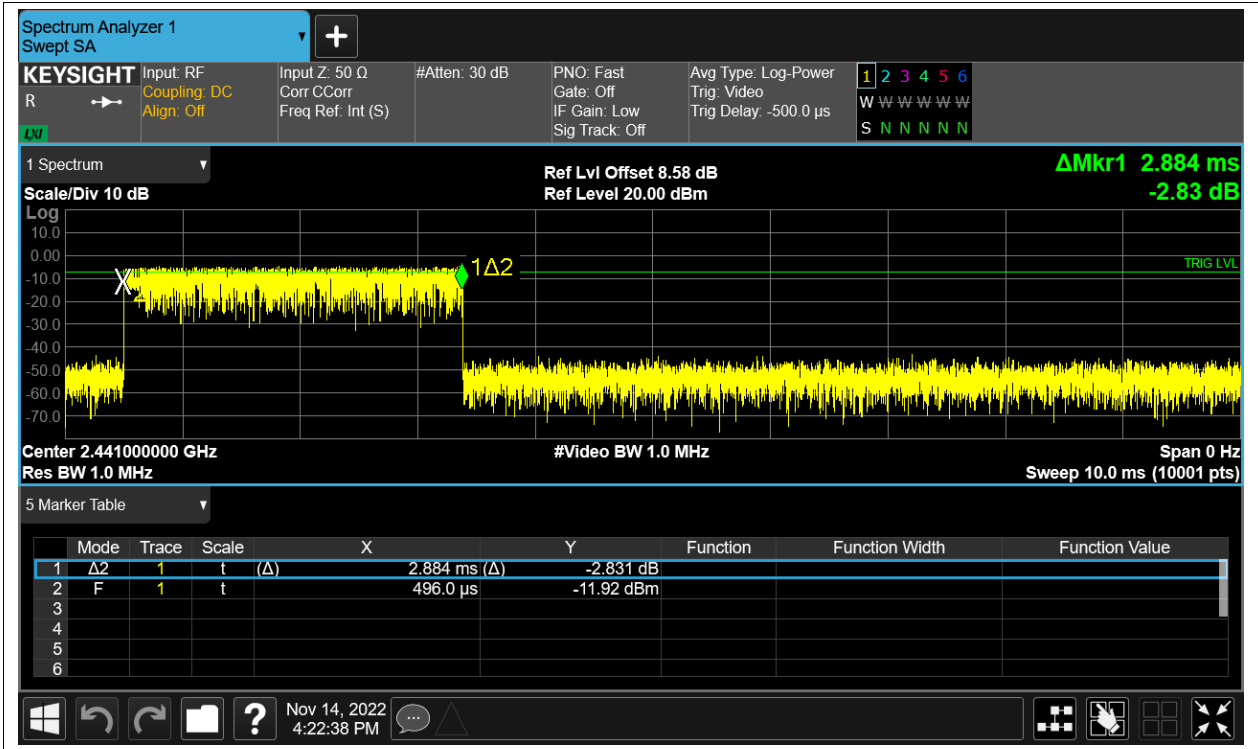 Spectrum Analyzer 1
Swept SA
KEYSIGHT
R
LXI
Input: RF
Coupling: DC
Align: Off
Input Z: 50 Ω
Corr CCorr
Freq Ref: Int (S)
#Atten: 30 dB
PNO: Fast
Gate: Off
IF Gain: Low
Sig Track: Off
Avg Type: Log-Power
Trig: Video
Trig Delay: -500.0 µs
1 2 3 4 5 6
W W W W W W
S N N N N N
1 Spectrum
Scale/Div 10 dB
Ref Lvl Offset 8.58 dB
Ref Level 20.00 dBm
ΔMkr1 2.884 ms
-2.83 dB
Log
10.0
0.00
-10.0
-20.0
-30.0
-40.0
-50.0
-60.0
-70.0
X
2
1Δ2
TRIG LVL
Center 2.441000000 GHz
#Video BW 1.0 MHz
Span 0 Hz
Res BW 1.0 MHz
Sweep 10.0 ms (10001 pts)
5 Marker Table
Mode Trace Scale X Y Function Function Width Function Value
1 Δ2 1 t (Δ) 2.884 ms (Δ) -2.831 dB
2 F 1 t 496.0 µs -11.92 dBm
3
4
5
6
?
Nov 14, 2022
4:22:38 PM